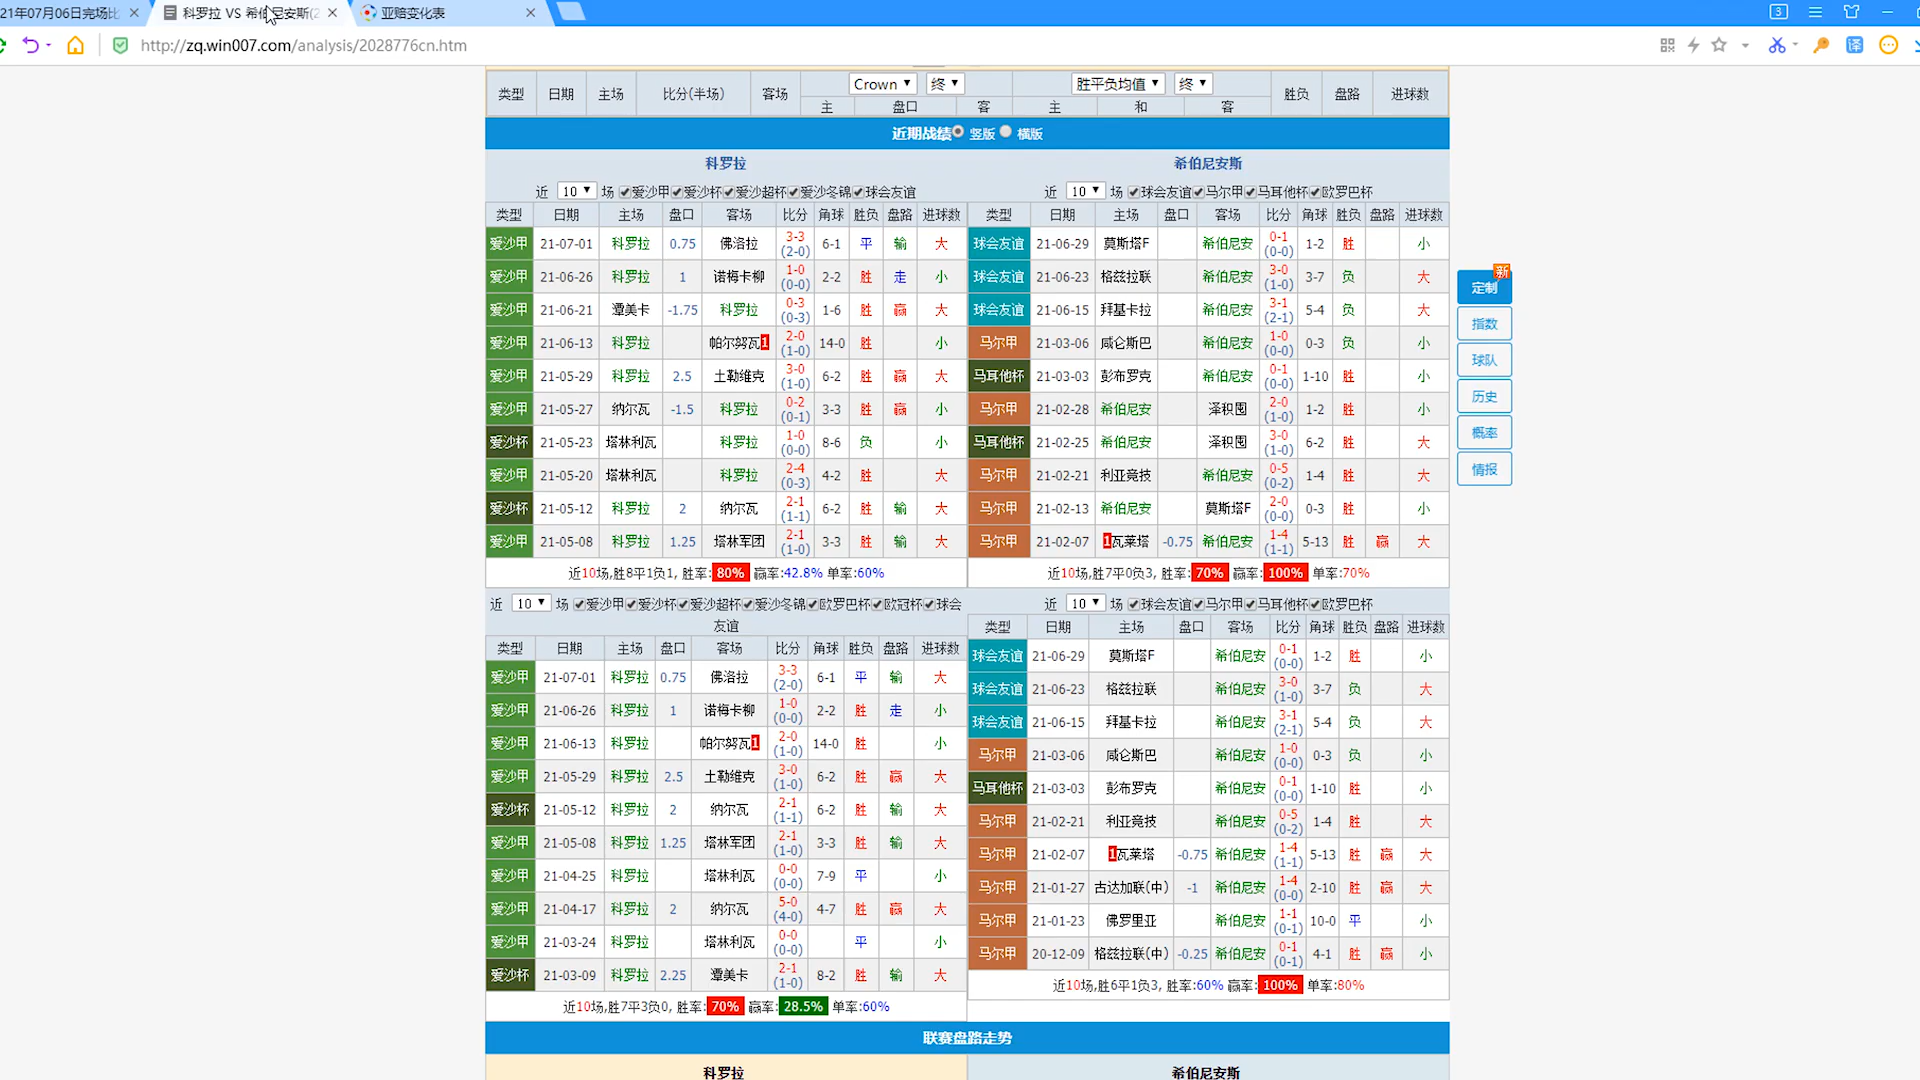 21年07月06日完场比
科罗拉 VS 希伯尼安斯(2
亚赔变化表
3
http://zq.win007.com/analysis/2028776cn.htm
译
类型 日期 主场 比分(半场) 客场 Crown 终 胜平负均值 终 胜负 盘路 进球数
主 盘口 客 主 和 客
近期战绩 竖版 横版
科罗拉 希伯尼安斯
近 10 场 爱沙甲 爱沙杯 爱沙超杯 爱沙冬锦 球会友谊
类型 日期 主场 盘口 客场 比分 角球 胜负 盘路 进球数
爱沙甲 21-07-01 科罗拉 0.75 佛洛拉 3-3 (2-0) 6-1 平 输 大
爱沙甲 21-06-26 科罗拉 1 诺梅卡柳 1-0 (0-0) 2-2 胜 走 小
爱沙甲 21-06-21 潭美卡 -1.75 科罗拉 0-3 (0-3) 1-6 胜 赢 大
爱沙甲 21-06-13 科罗拉 帕尔努瓦1 2-0 (1-0) 14-0 胜 小
爱沙甲 21-05-29 科罗拉 2.5 土勒维克 3-0 (1-0) 6-2 胜 赢 大
爱沙甲 21-05-27 纳尔瓦 -1.5 科罗拉 0-2 (0-1) 3-3 胜 赢 小
爱沙杯 21-05-23 塔林利瓦 科罗拉 1-0 (0-0) 8-6 负 小
爱沙甲 21-05-20 塔林利瓦 科罗拉 2-4 (0-3) 4-2 胜 大
爱沙杯 21-05-12 科罗拉 2 纳尔瓦 2-1 (1-1) 6-2 胜 输 大
爱沙甲 21-05-08 科罗拉 1.25 塔林军团 2-1 (1-0) 3-3 胜 输 大
近10场,胜8平1负1, 胜率:80% 赢率:42.8% 单率:60%
近 10 场 球会友谊 马尔甲 马耳他杯 欧罗巴杯
类型 日期 主场 盘口 客场 比分 角球 胜负 盘路 进球数
球会友谊 21-06-29 莫斯塔F 希伯尼安 0-1 (0-0) 1-2 胜 小
球会友谊 21-06-23 格兹拉联 希伯尼安 3-0 (1-0) 3-7 负 大
球会友谊 21-06-15 拜基卡拉 希伯尼安 3-1 (2-1) 5-4 负 大
马尔甲 21-03-06 咸仑斯巴 希伯尼安 1-0 (0-0) 0-3 负 小
马耳他杯 21-03-03 彭布罗克 希伯尼安 0-1 (0-0) 1-10 胜 小
马尔甲 21-02-28 希伯尼安 泽积囤 2-0 (1-0) 1-2 胜 小
马耳他杯 21-02-25 希伯尼安 泽积囤 3-0 (1-0) 6-2 胜 大
马尔甲 21-02-21 利亚竞技 希伯尼安 0-5 (0-2) 1-4 胜 大
马尔甲 21-02-13 希伯尼安 莫斯塔F 2-0 (0-0) 0-3 胜 小
马尔甲 21-02-07 1瓦莱塔 -0.75 希伯尼安 1-4 (1-1) 5-13 胜 赢 大
近10场,胜7平0负3, 胜率:70% 赢率:100% 单率:70%
近 10 场 爱沙甲 爱沙杯 爱沙超杯 爱沙冬锦 欧罗巴杯 欧冠杯 球会
友谊
类型 日期 主场 盘口 客场 比分 角球 胜负 盘路 进球数
爱沙甲 21-07-01 科罗拉 0.75 佛洛拉 3-3 (2-0) 6-1 平 输 大
爱沙甲 21-06-26 科罗拉 1 诺梅卡柳 1-0 (0-0) 2-2 胜 走 小
爱沙甲 21-06-13 科罗拉 帕尔努瓦1 2-0 (1-0) 14-0 胜 小
爱沙甲 21-05-29 科罗拉 2.5 土勒维克 3-0 (1-0) 6-2 胜 赢 大
爱沙杯 21-05-12 科罗拉 2 纳尔瓦 2-1 (1-1) 6-2 胜 输 大
爱沙甲 21-05-08 科罗拉 1.25 塔林军团 2-1 (1-0) 3-3 胜 输 大
爱沙甲 21-04-25 科罗拉 塔林利瓦 0-0 (0-0) 7-9 平 小
爱沙甲 21-04-17 科罗拉 2 纳尔瓦 5-0 (4-0) 4-7 胜 赢 大
爱沙甲 21-03-24 科罗拉 塔林利瓦 0-0 (0-0) 平 小
爱沙杯 21-03-09 科罗拉 2.25 潭美卡 2-1 (1-0) 8-2 胜 输 大
近10场,胜7平3负0, 胜率:70% 赢率:28.5% 单率:60%
近 10 场 球会友谊 马尔甲 马耳他杯 欧罗巴杯
类型 日期 主场 盘口 客场 比分 角球 胜负 盘路 进球数
球会友谊 21-06-29 莫斯塔F 希伯尼安 0-1 (0-0) 1-2 胜 小
球会友谊 21-06-23 格兹拉联 希伯尼安 3-0 (1-0) 3-7 负 大
球会友谊 21-06-15 拜基卡拉 希伯尼安 3-1 (2-1) 5-4 负 大
马尔甲 21-03-06 咸仑斯巴 希伯尼安 1-0 (0-0) 0-3 负 小
马耳他杯 21-03-03 彭布罗克 希伯尼安 0-1 (0-0) 1-10 胜 小
马尔甲 21-02-21 利亚竞技 希伯尼安 0-5 (0-2) 1-4 胜 大
马尔甲 21-02-07 1瓦莱塔 -0.75 希伯尼安 1-4 (1-1) 5-13 胜 赢 大
马尔甲 21-01-27 古达加联(中) -1 希伯尼安 1-4 (0-0) 2-10 胜 赢 大
马尔甲 21-01-23 佛罗里亚 希伯尼安 1-1 (0-1) 10-0 平 小
马尔甲 20-12-09 格兹拉联(中) -0.25 希伯尼安 0-1 (0-1) 4-1 胜 赢 小
近10场,胜6平1负3, 胜率:60% 赢率:100% 单率:80%
联赛盘路走势
科罗拉 希伯尼安斯
新
定制
指数
球队
历史
概率
情报